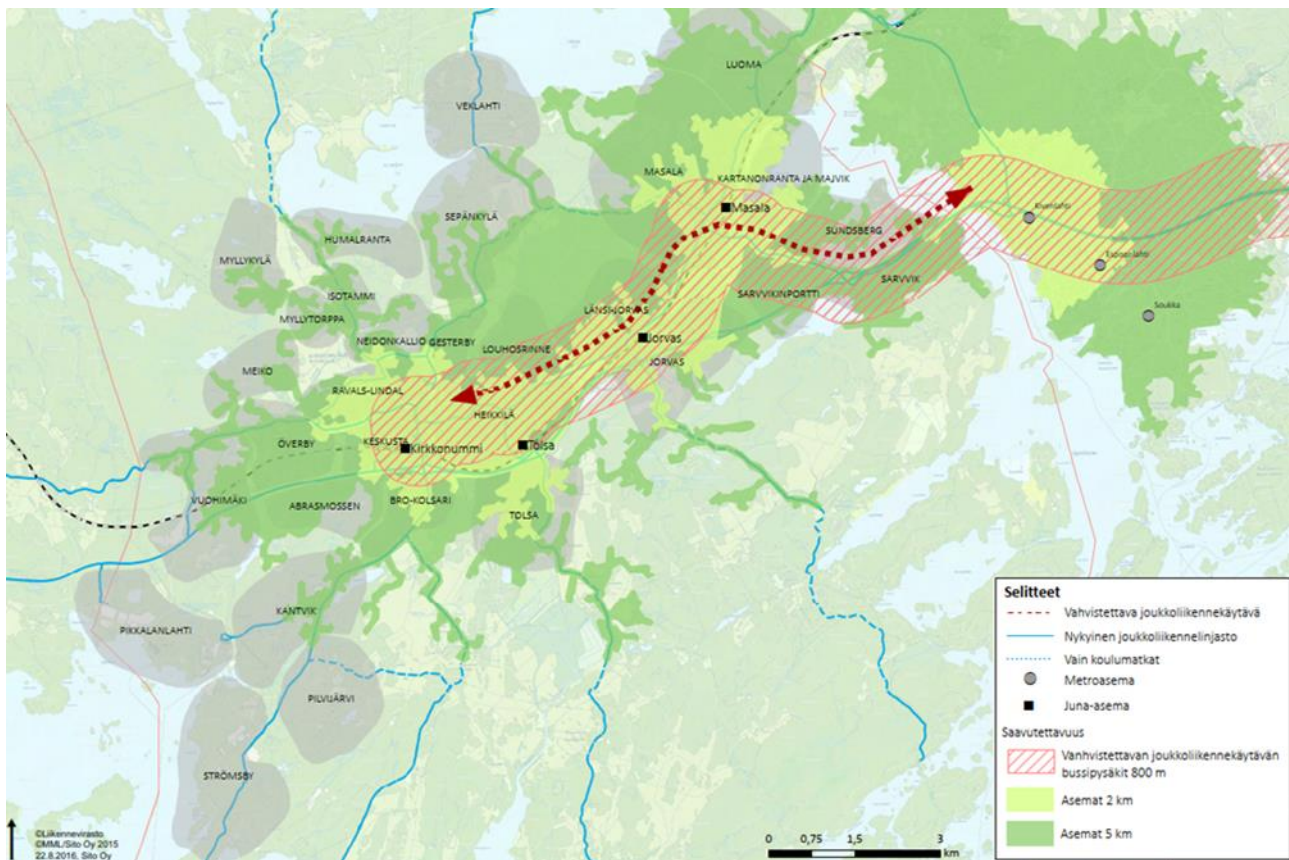 LUOMA
VEKLAHTI
MASALA
KARTANONRANTA JA MAJVIK
Masala
SEPÄNKYLÄ
SUNDSBERG
Kivenlahti
HUMALRANTA
MYLLYKYLÄ
Espoonlahti
ISOTAMMI
SARVVIKINPORTTI
SARVVIK
MYLLYTORPPA
LÄNSI-JORVAS
Soukka
NEIDONKALLIO
GESTERBY
LOUHOSRINNE
Jorvas
JORVAS
MEIKO
RAVALS-LINDAL
HEIKKILÄ
ÖVERBY
KESKUSTA
Kirkkonummi
Tolsa
VUOHIMÄKI
ABRASMOSSEN
BRO-KOLSARI
TOLSA
KANTVIK
PIKKALANLAHTI
PILVIJÄRVI
STRÖMSBY
Selitteet
Vahvistettava joukkoliikennekäytävä
Nykyinen joukkoliikennelinjasto
Vain koulumatkat
Metroasema
Juna-asema
Saavutettavuus
Vanhvistettavan joukkoliikennekäytävän
bussipysäkit 800 m
Asemat 2 km
Asemat 5 km
0 0,75 1,5 3
km
©Liikennevirasto
©MML/Sito Oy 2015
22.8.2016, Sito Oy